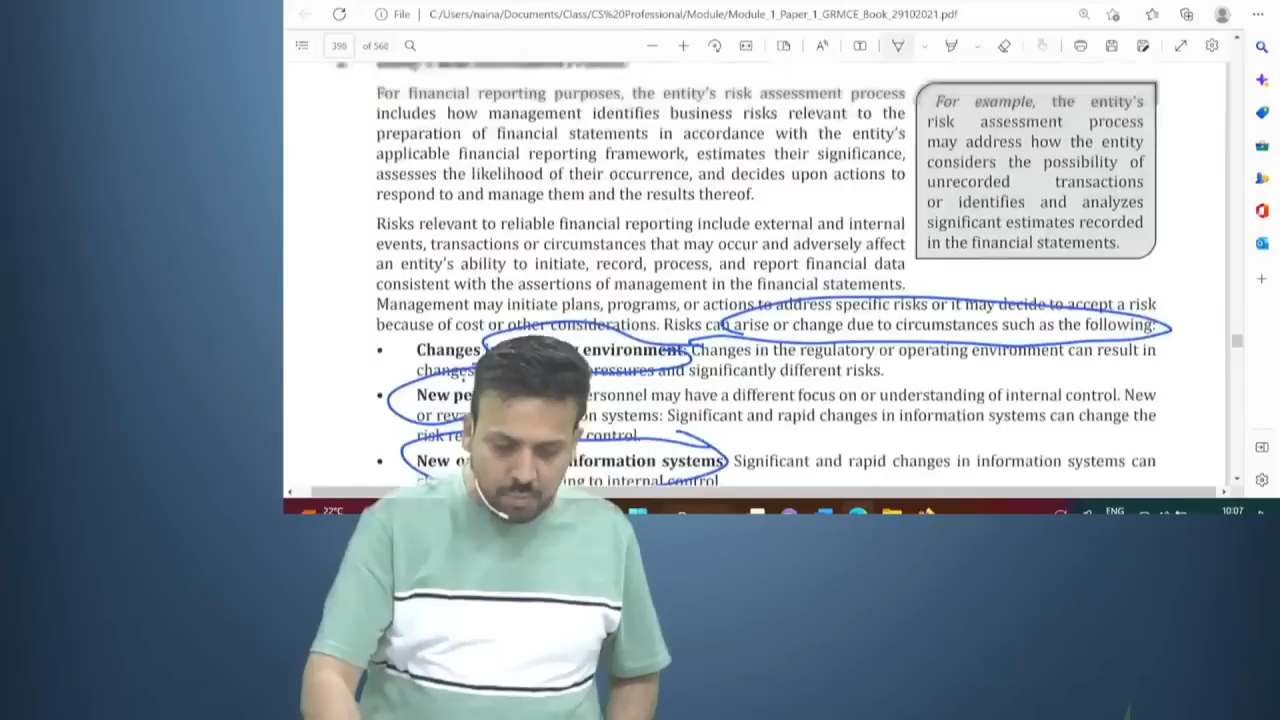 File C:/Users/naina/Documents/Class/CS%20Professional/Module/Module_1_Paper_1_GRMCE_Book_29102021.pdf
398 of 560
For financial reporting purposes, the entity's risk assessment process
includes how management identifies business risks relevant to the
preparation of financial statements in accordance with the entity's
applicable financial reporting framework, estimates their significance,
assesses the likelihood of their occurrence, and decides upon actions to
respond to and manage them and the results thereof.
For example, the entity's
risk assessment process
may address how the entity
considers the possibility of
unrecorded transactions
or identifies and analyzes
significant estimates recorded
in the financial statements.
Risks relevant to reliable financial reporting include external and internal
events, transactions or circumstances that may occur and adversely affect
an entity's ability to initiate, record, process, and report financial data
consistent with the assertions of management in the financial statements.
Management may initiate plans, programs, or actions to address specific risks or it may decide to accept a risk
because of cost or other considerations. Risks can arise or change due to circumstances such as the following:
• Changes environment: Changes in the regulatory or operating environment can result in
changes pressures and significantly different risks.
• New personnel may have a different focus on or understanding of internal control. New
or systems: Significant and rapid changes in information systems can change the
risk control.
• New information systems: Significant and rapid changes in information systems can
to internal control
22°C
ENG
10:07